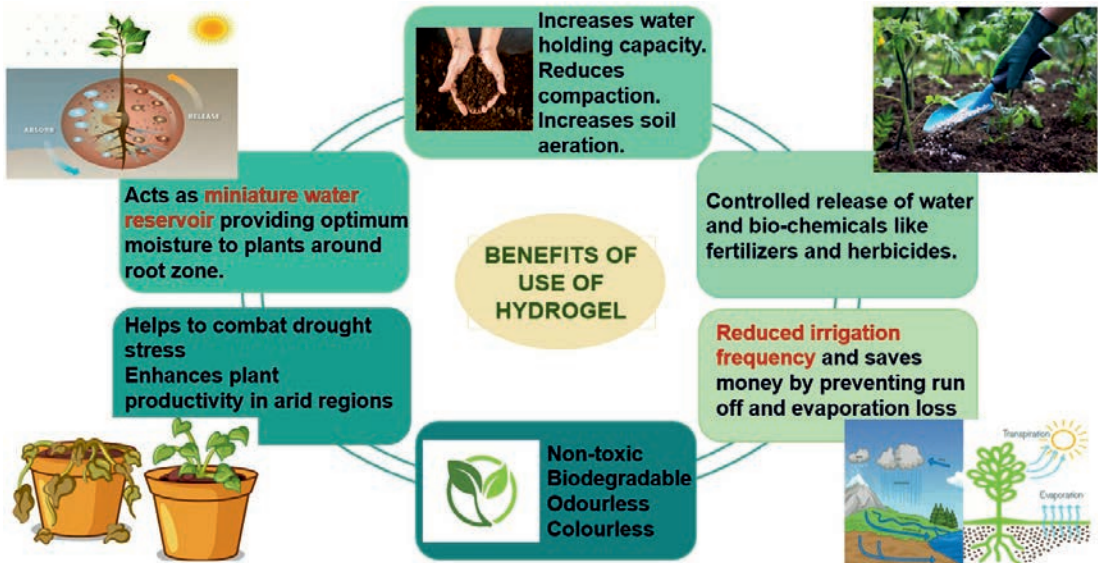 Increases water
holding capacity.
Reduces
compaction.
Increases soil
aeration.
ABSORB
RELEASE
Acts as miniature water
reservoir providing optimum
moisture to plants around
root zone.
Controlled release of water
and bio-chemicals like
fertilizers and herbicides.
BENEFITS OF
USE OF
HYDROGEL
Helps to combat drought
stress
Enhances plant
productivity in arid regions
Reduced irrigation
frequency and saves
money by preventing run
off and evaporation loss
Non-toxic
Biodegradable
Odourless
Colourless
Transpiration
Evaporation